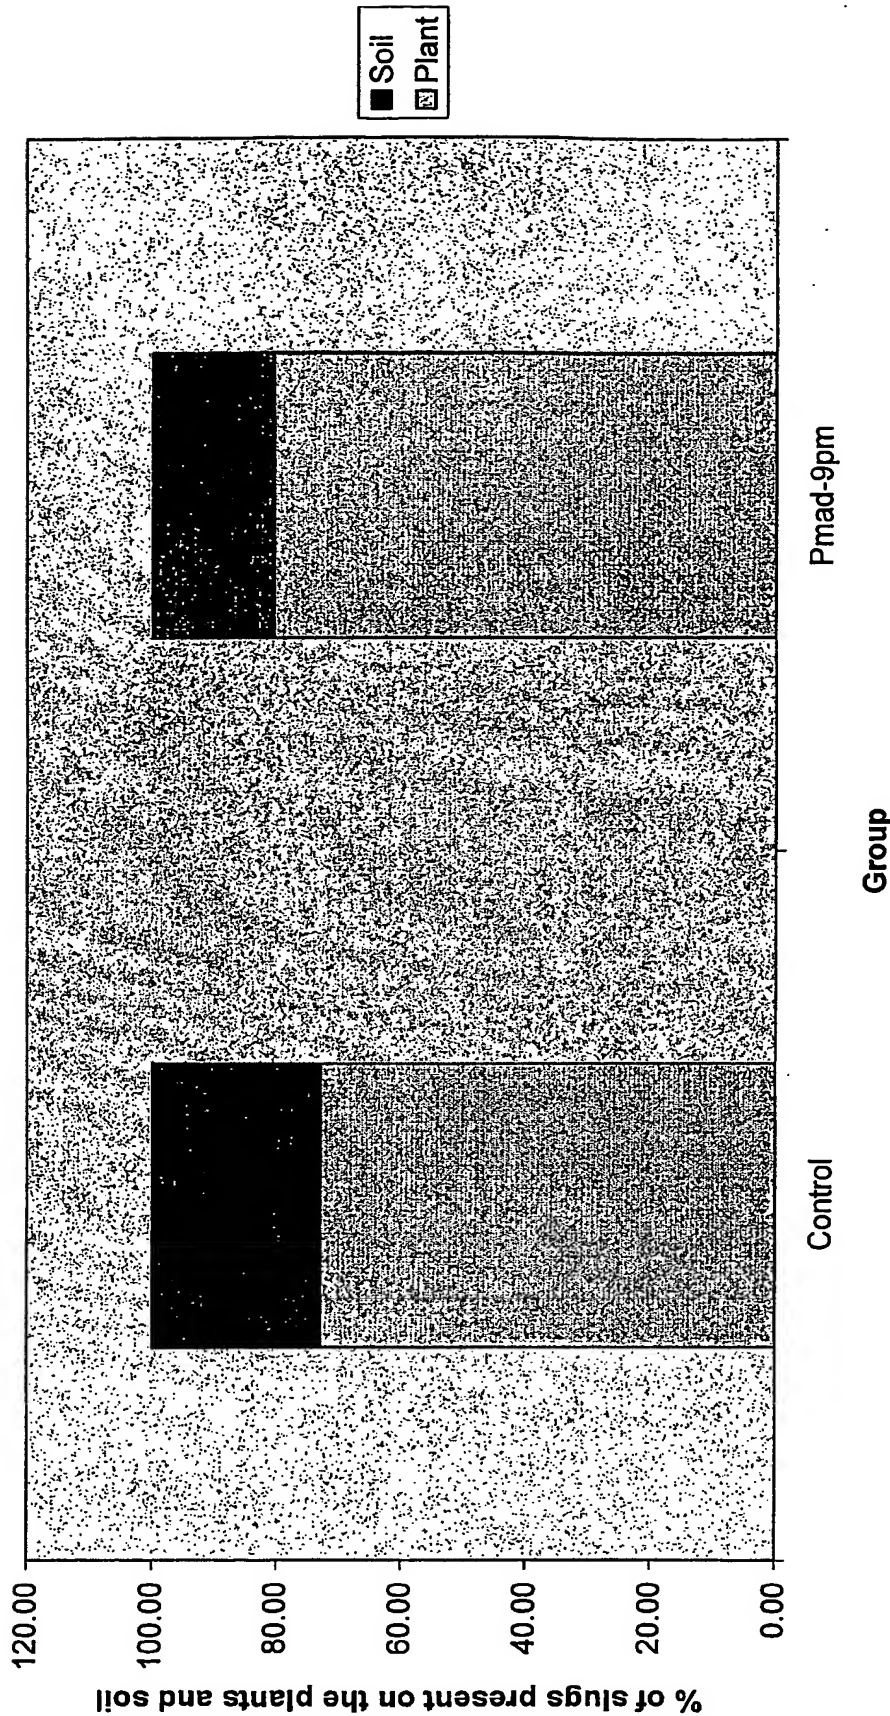 Soil
Plant
120.00
100.00
80.00
60.00
40.00
20.00
0.00
% of slugs present on the plants and soil
Control
Pmad-9pm
Group